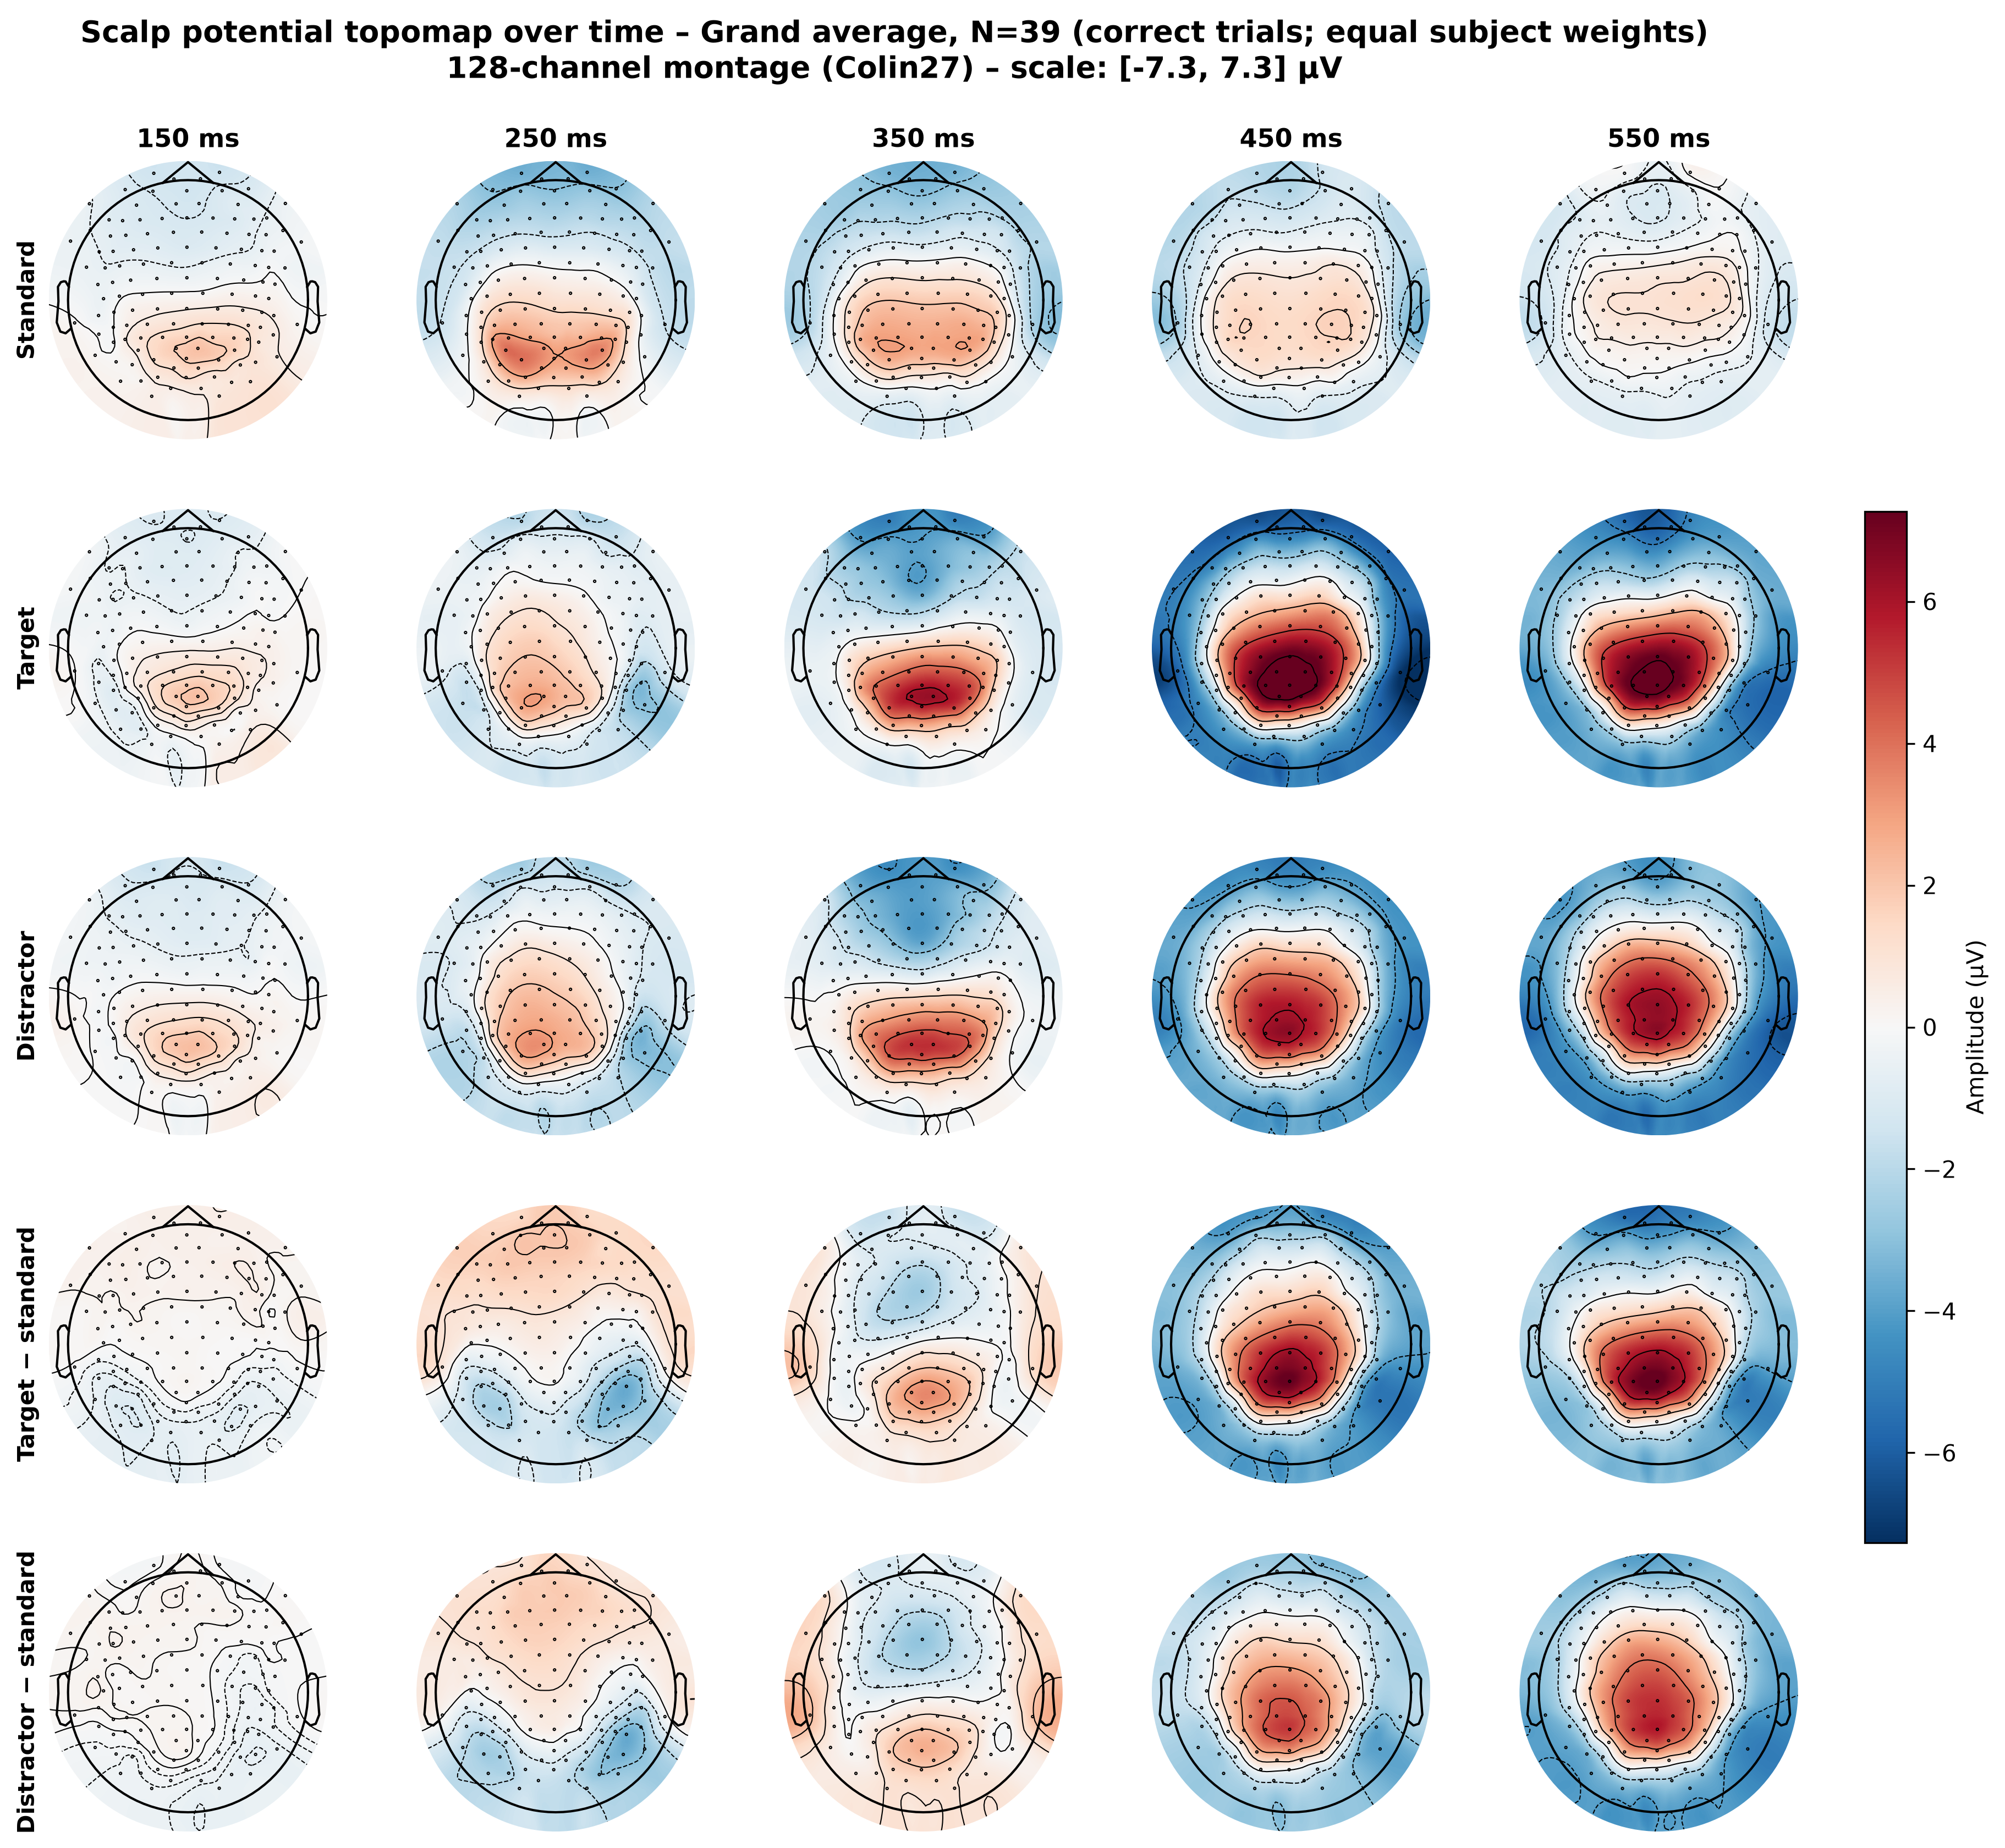 Scalp potential topomap over time – Grand average, N=39 (correct trials; equal subject weights)
128-channel montage (Colin27) – scale: [-7.3, 7.3] µV
150 ms
250 ms
350 ms
450 ms
550 ms
Standard
Target
Distractor
Target − standard
Distractor − standard
6
4
2
0
−2
−4
−6
Amplitude (µV)